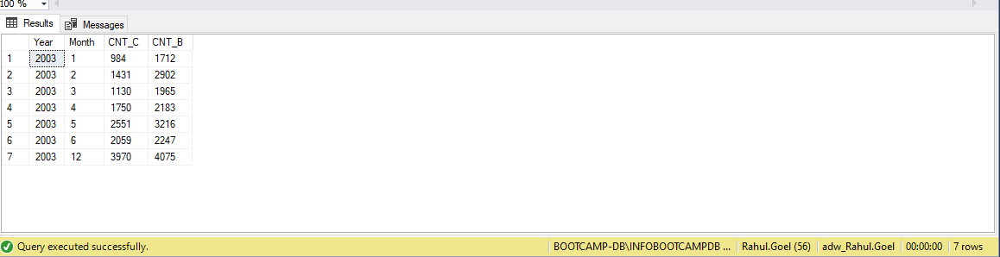 100 %
Results Messages
Year Month CNT_C CNT_B
1 2003 1 984 1712
2 2003 2 1431 2902
3 2003 3 1130 1965
4 2003 4 1750 2183
5 2003 5 2551 3216
6 2003 6 2059 2247
7 2003 12 3970 4075
Query executed successfully. BOOTCAMP-DB\INFOBOOTCAMPDB ... Rahul.Goel (56) adw_Rahul.Goel 00:00:00 7 rows